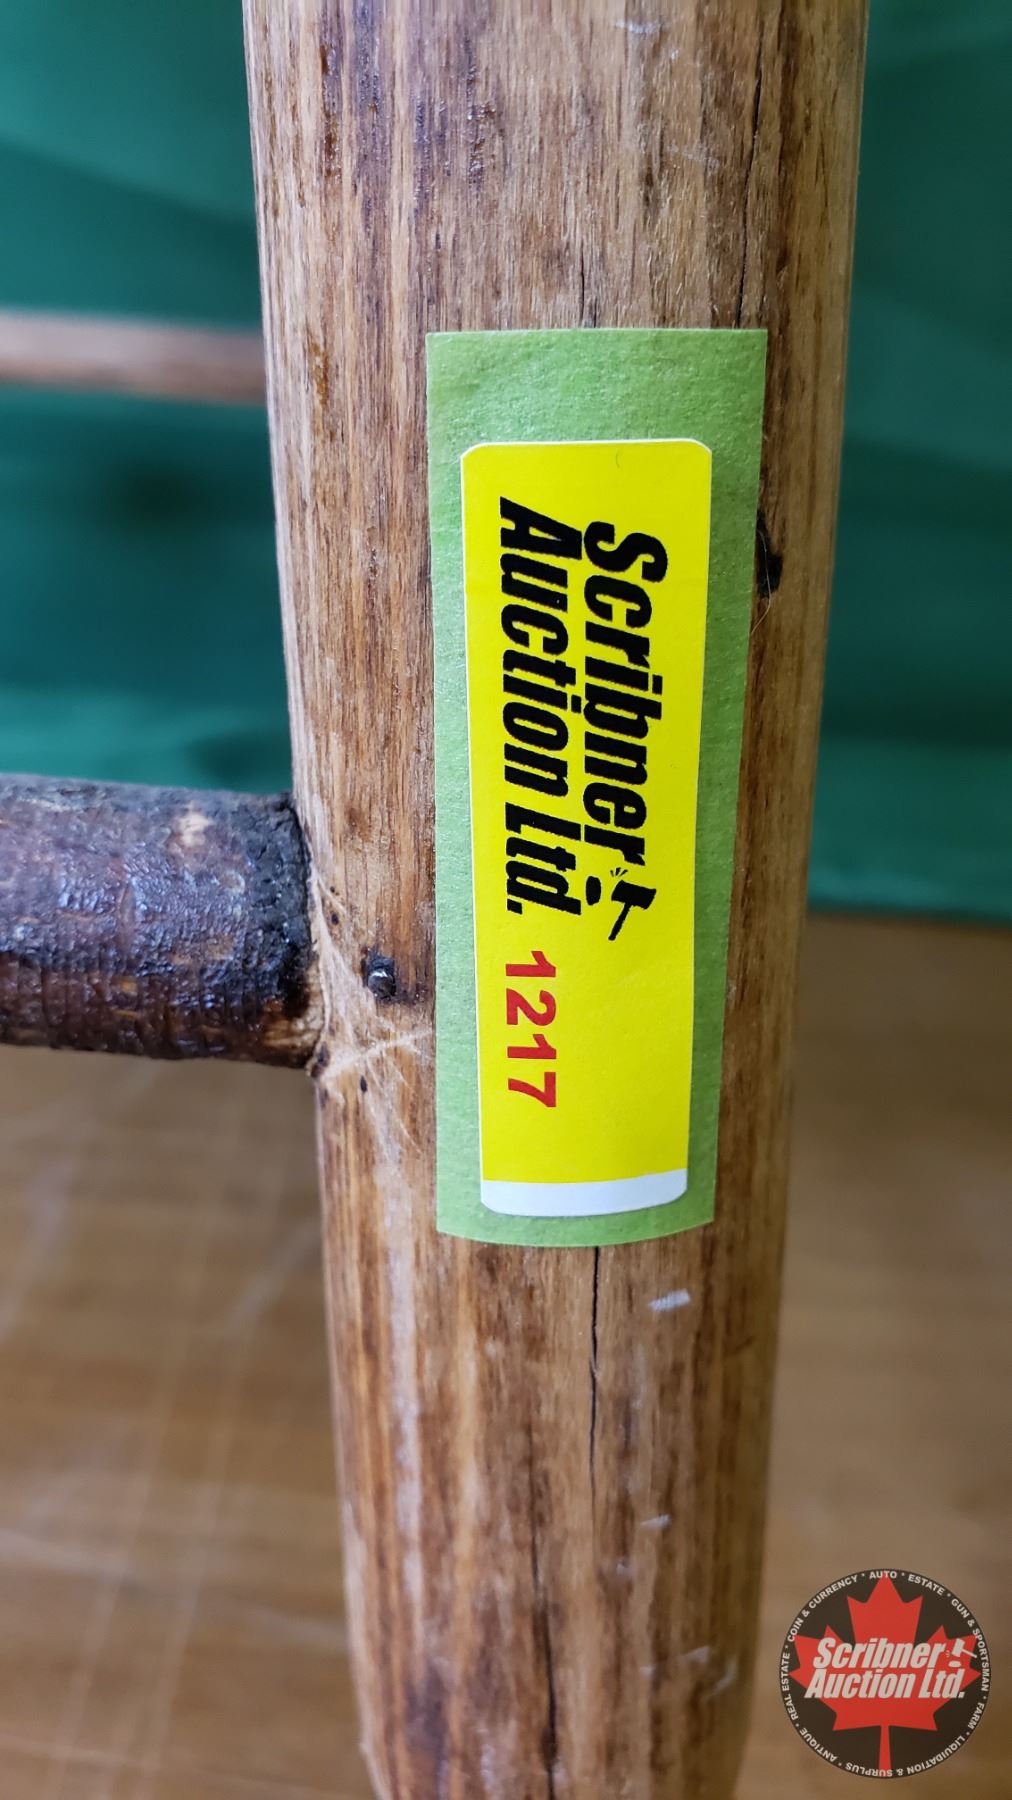 Scribner
Auction Ltd.
1217
COIN & CURRENCY * AUTO * ESTATE * GUN & SPORTSMAN * FARM * LIQUIDATION & SURPLUS * ANTIQUE * REAL ESTATE *
Scribner
Auction Ltd.